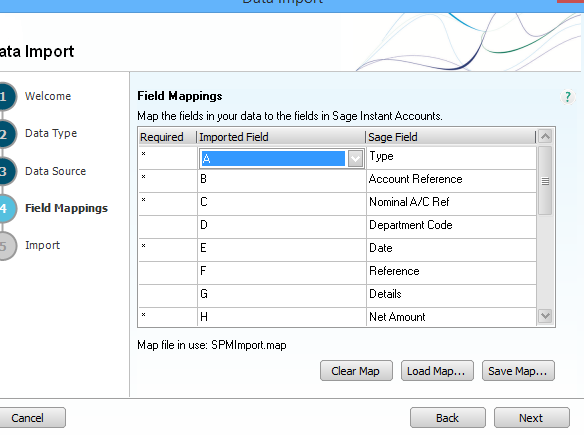 Data Import
ata Import
1 Welcome
2 Data Type
3 Data Source
4 Field Mappings
5 Import
Field Mappings
?
Map the fields in your data to the fields in Sage Instant Accounts.
Required Imported Field Sage Field
* A Type
* B Account Reference
* C Nominal A/C Ref
D Department Code
* E Date
F Reference
G Details
* H Net Amount
Map file in use: SPMImport.map
Clear Map Load Map... Save Map...
Cancel Back Next